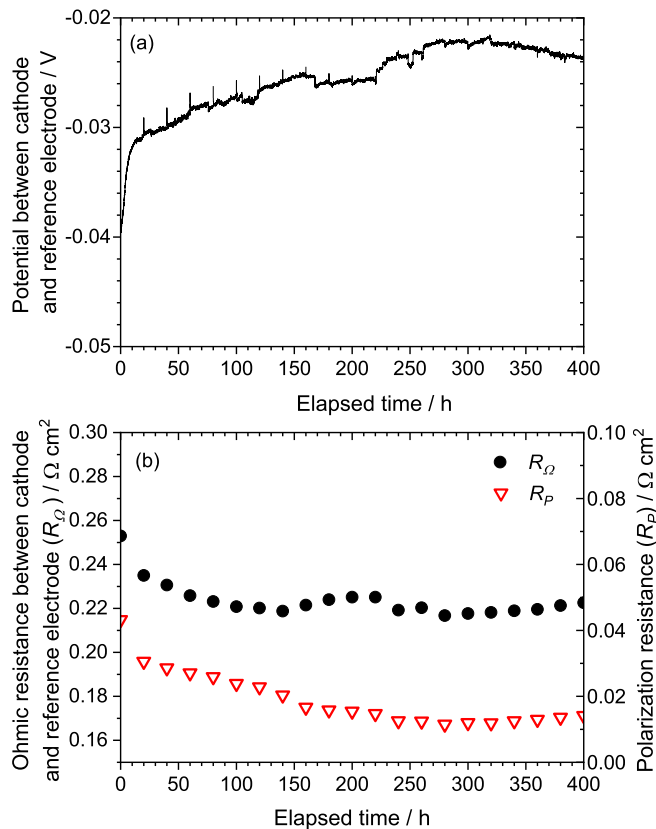 (a)
Potential between cathode
and reference electrode / V
-0.02
-0.03
-0.04
-0.05
0 50 100 150 200 250 300 350 400
Elapsed time / h
(b)
Ohmic resistance between cathode
and reference electrode (R_Ω) / Ω cm²
0.30
0.28
0.26
0.24
0.22
0.20
0.18
0.16
R_Ω
R_P
0.10
0.08
0.06
0.04
0.02
0.00
Polarization resistance (R_P) / Ω cm²
0 50 100 150 200 250 300 350 400
Elapsed time / h